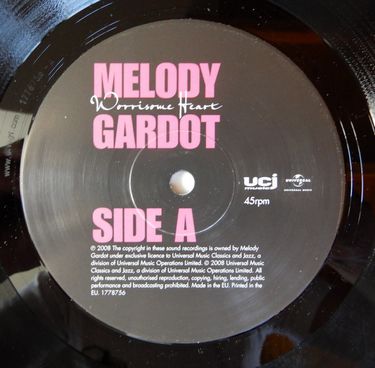 MELODY
Worrisome Heart
GARDOT
ucj
music
UNIVERSAL
UNIVERSAL MUSIC
45rpm
SIDE A
℗ 2008 The copyright in these sound recordings is owned by Melody
Gardot under exclusive licence to Universal Music Classics and Jazz, a
division of Universal Music Operations Limited. © 2008 Universal Music
Classics and Jazz, a division of Universal Music Operations Limited. All
rights reserved, unauthorised reproduction, copying, hiring, lending, public
performance and broadcasting prohibited. Made in the EU. Printed in the
EU. 1778756